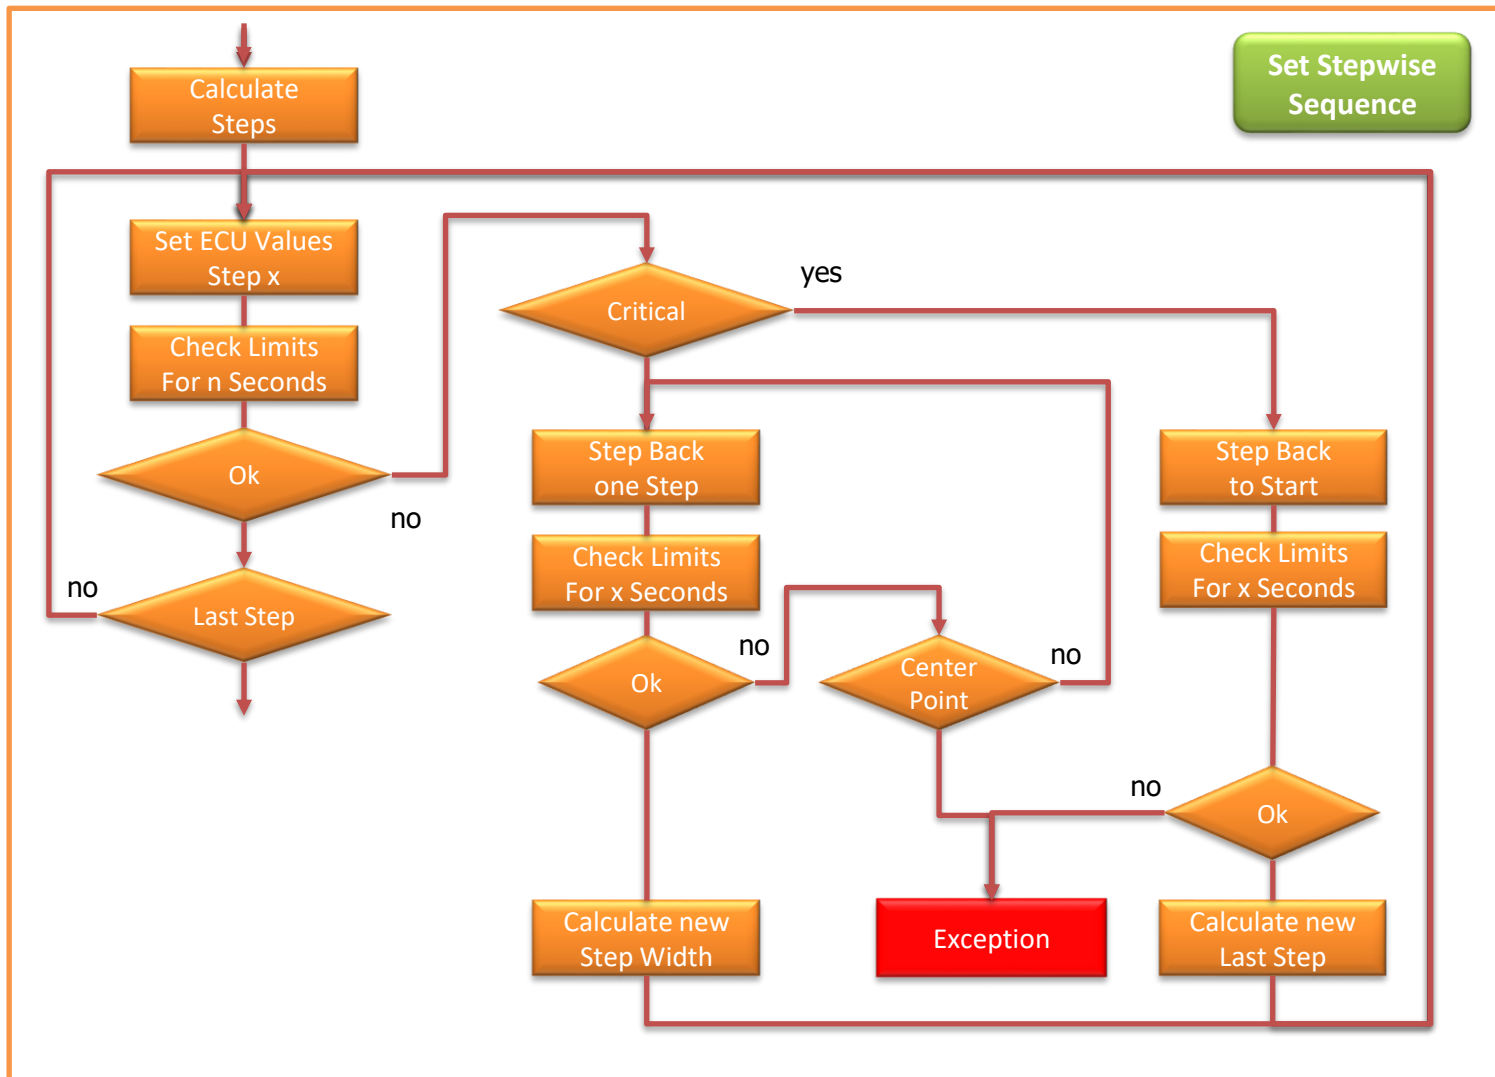 Set Stepwise
Sequence
Calculate
Steps
Set ECU Values
Step x
Check Limits
For n Seconds
Ok
no
Last Step
no
Critical
yes
Step Back
one Step
Check Limits
For x Seconds
Ok
no
Center
Point
no
Step Back
to Start
Check Limits
For x Seconds
Ok
no
Calculate new
Step Width
Exception
Calculate new
Last Step